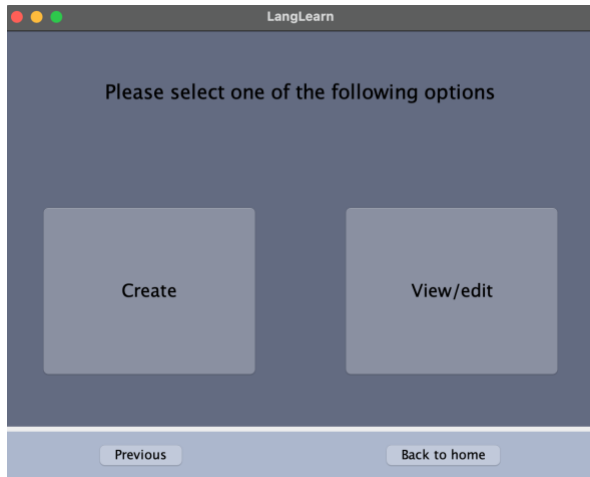 LangLearn
Please select one of the following options
Create
View/edit
Previous
Back to home